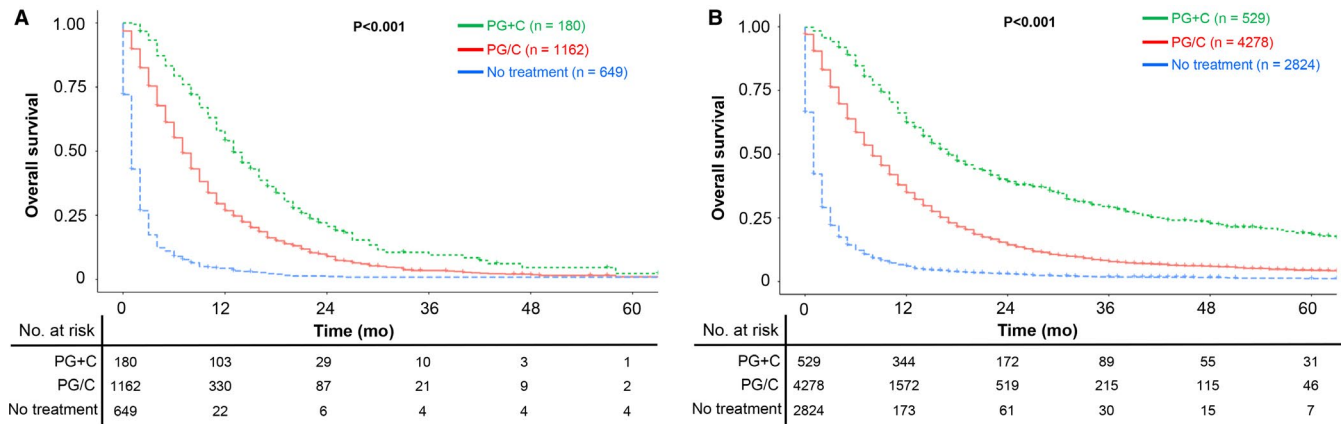 A
P<0.001
PG+C (n = 180)
PG/C (n = 1162)
No treatment (n = 649)
Overall survival
1.00
0.75
0.50
0.25
0
0 12 24 36 48 60
Time (mo)
No. at risk
PG+C 180 103 29 10 3 1
PG/C 1162 330 87 21 9 2
No treatment 649 22 6 4 4 4
B
P<0.001
PG+C (n = 529)
PG/C (n = 4278)
No treatment (n = 2824)
Overall survival
1.00
0.75
0.50
0.25
0
0 12 24 36 48 60
Time (mo)
No. at risk
PG+C 529 344 172 89 55 31
PG/C 4278 1572 519 215 115 46
No treatment 2824 173 61 30 15 7